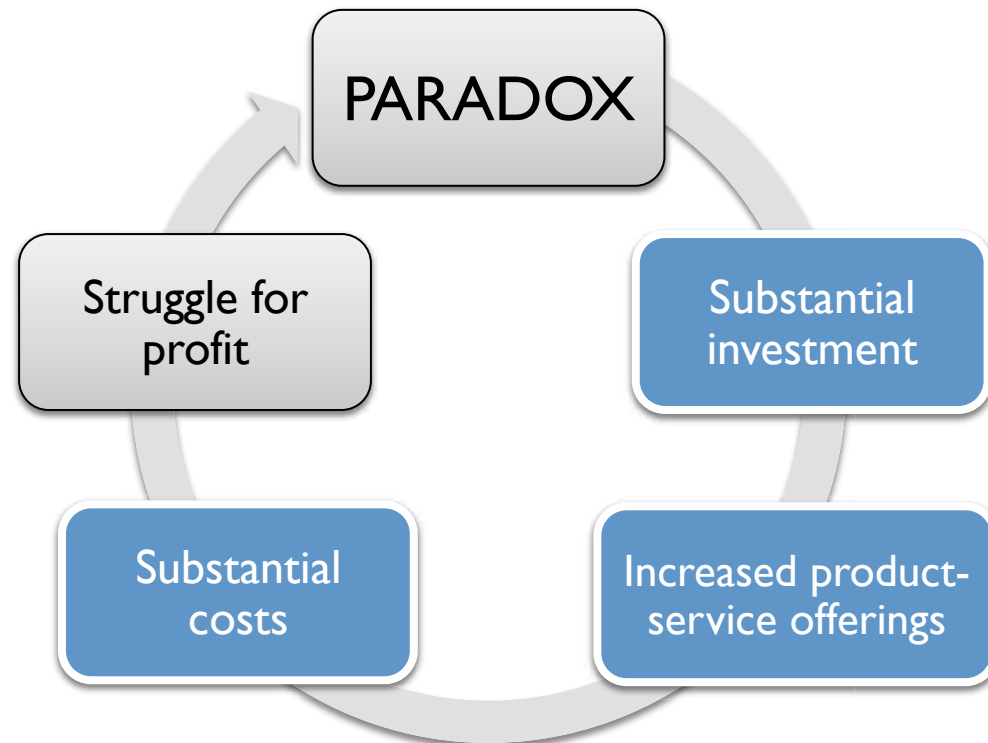 PARADOX
Substantial
investment
Increased product-
service offerings
Substantial
costs
Struggle for
profit